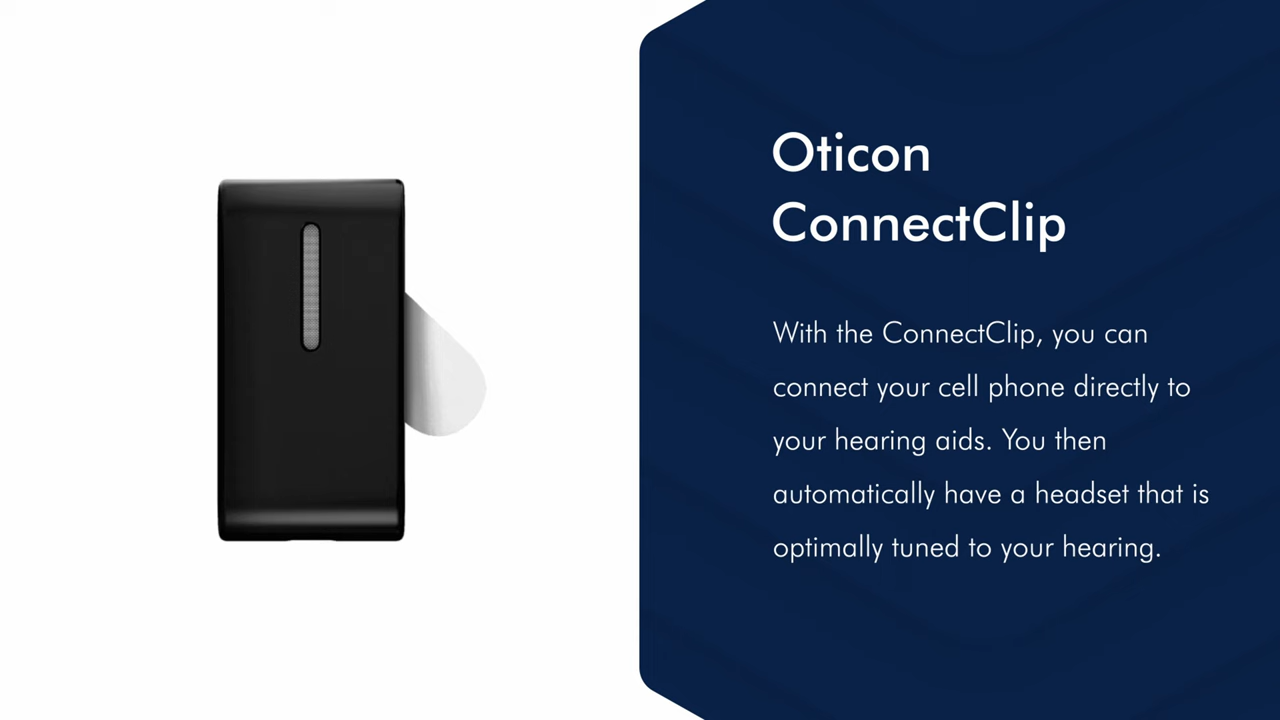 Oticon
ConnectClip
With the ConnectClip, you can
connect your cell phone directly to
your hearing aids. You then
automatically have a headset that is
optimally tuned to your hearing.